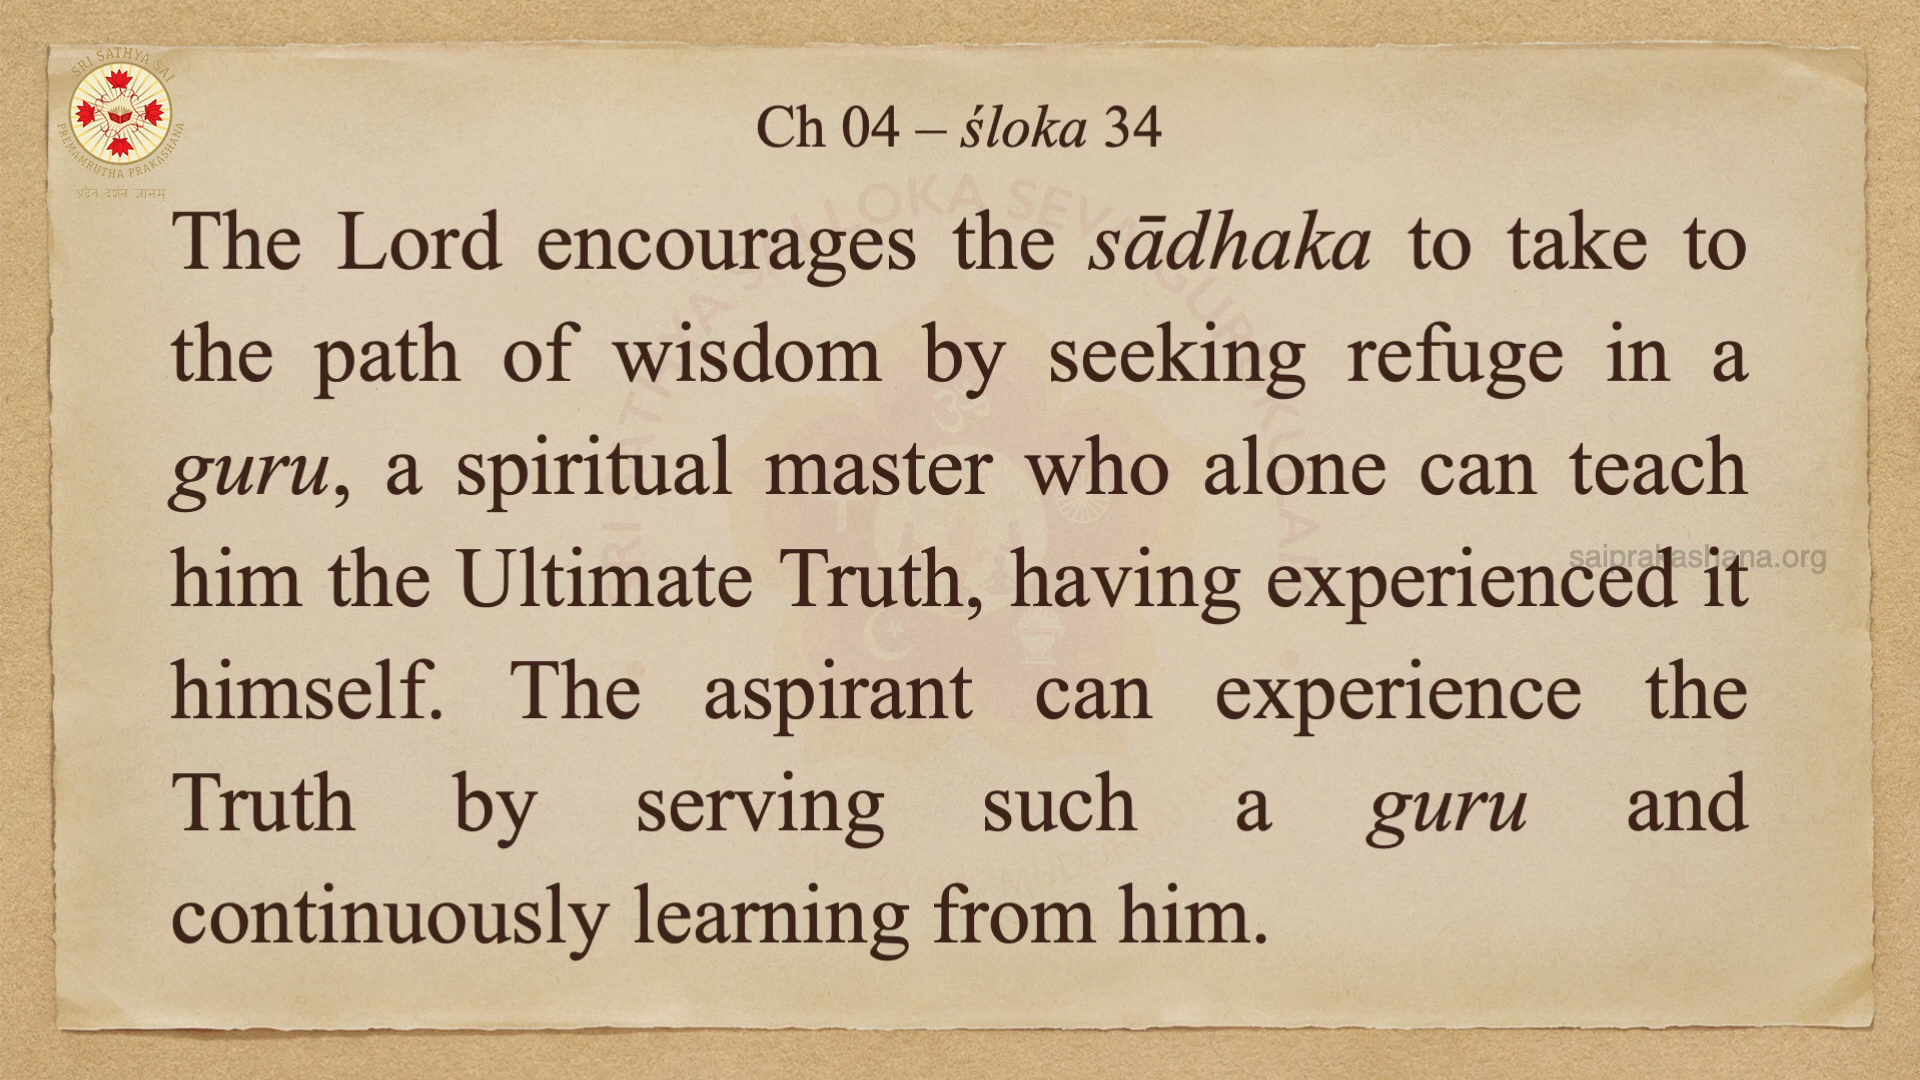 SRI SATHYA SAI
PREMAMRUTHA PRAKASHANA
Ch 04 – śloka 34
The Lord encourages the sādhaka to take to
the path of wisdom by seeking refuge in a
guru, a spiritual master who alone can teach
him the Ultimate Truth, having experienced it
saiprakashana.org
himself. The aspirant can experience the
Truth by serving such a guru and
continuously learning from him.